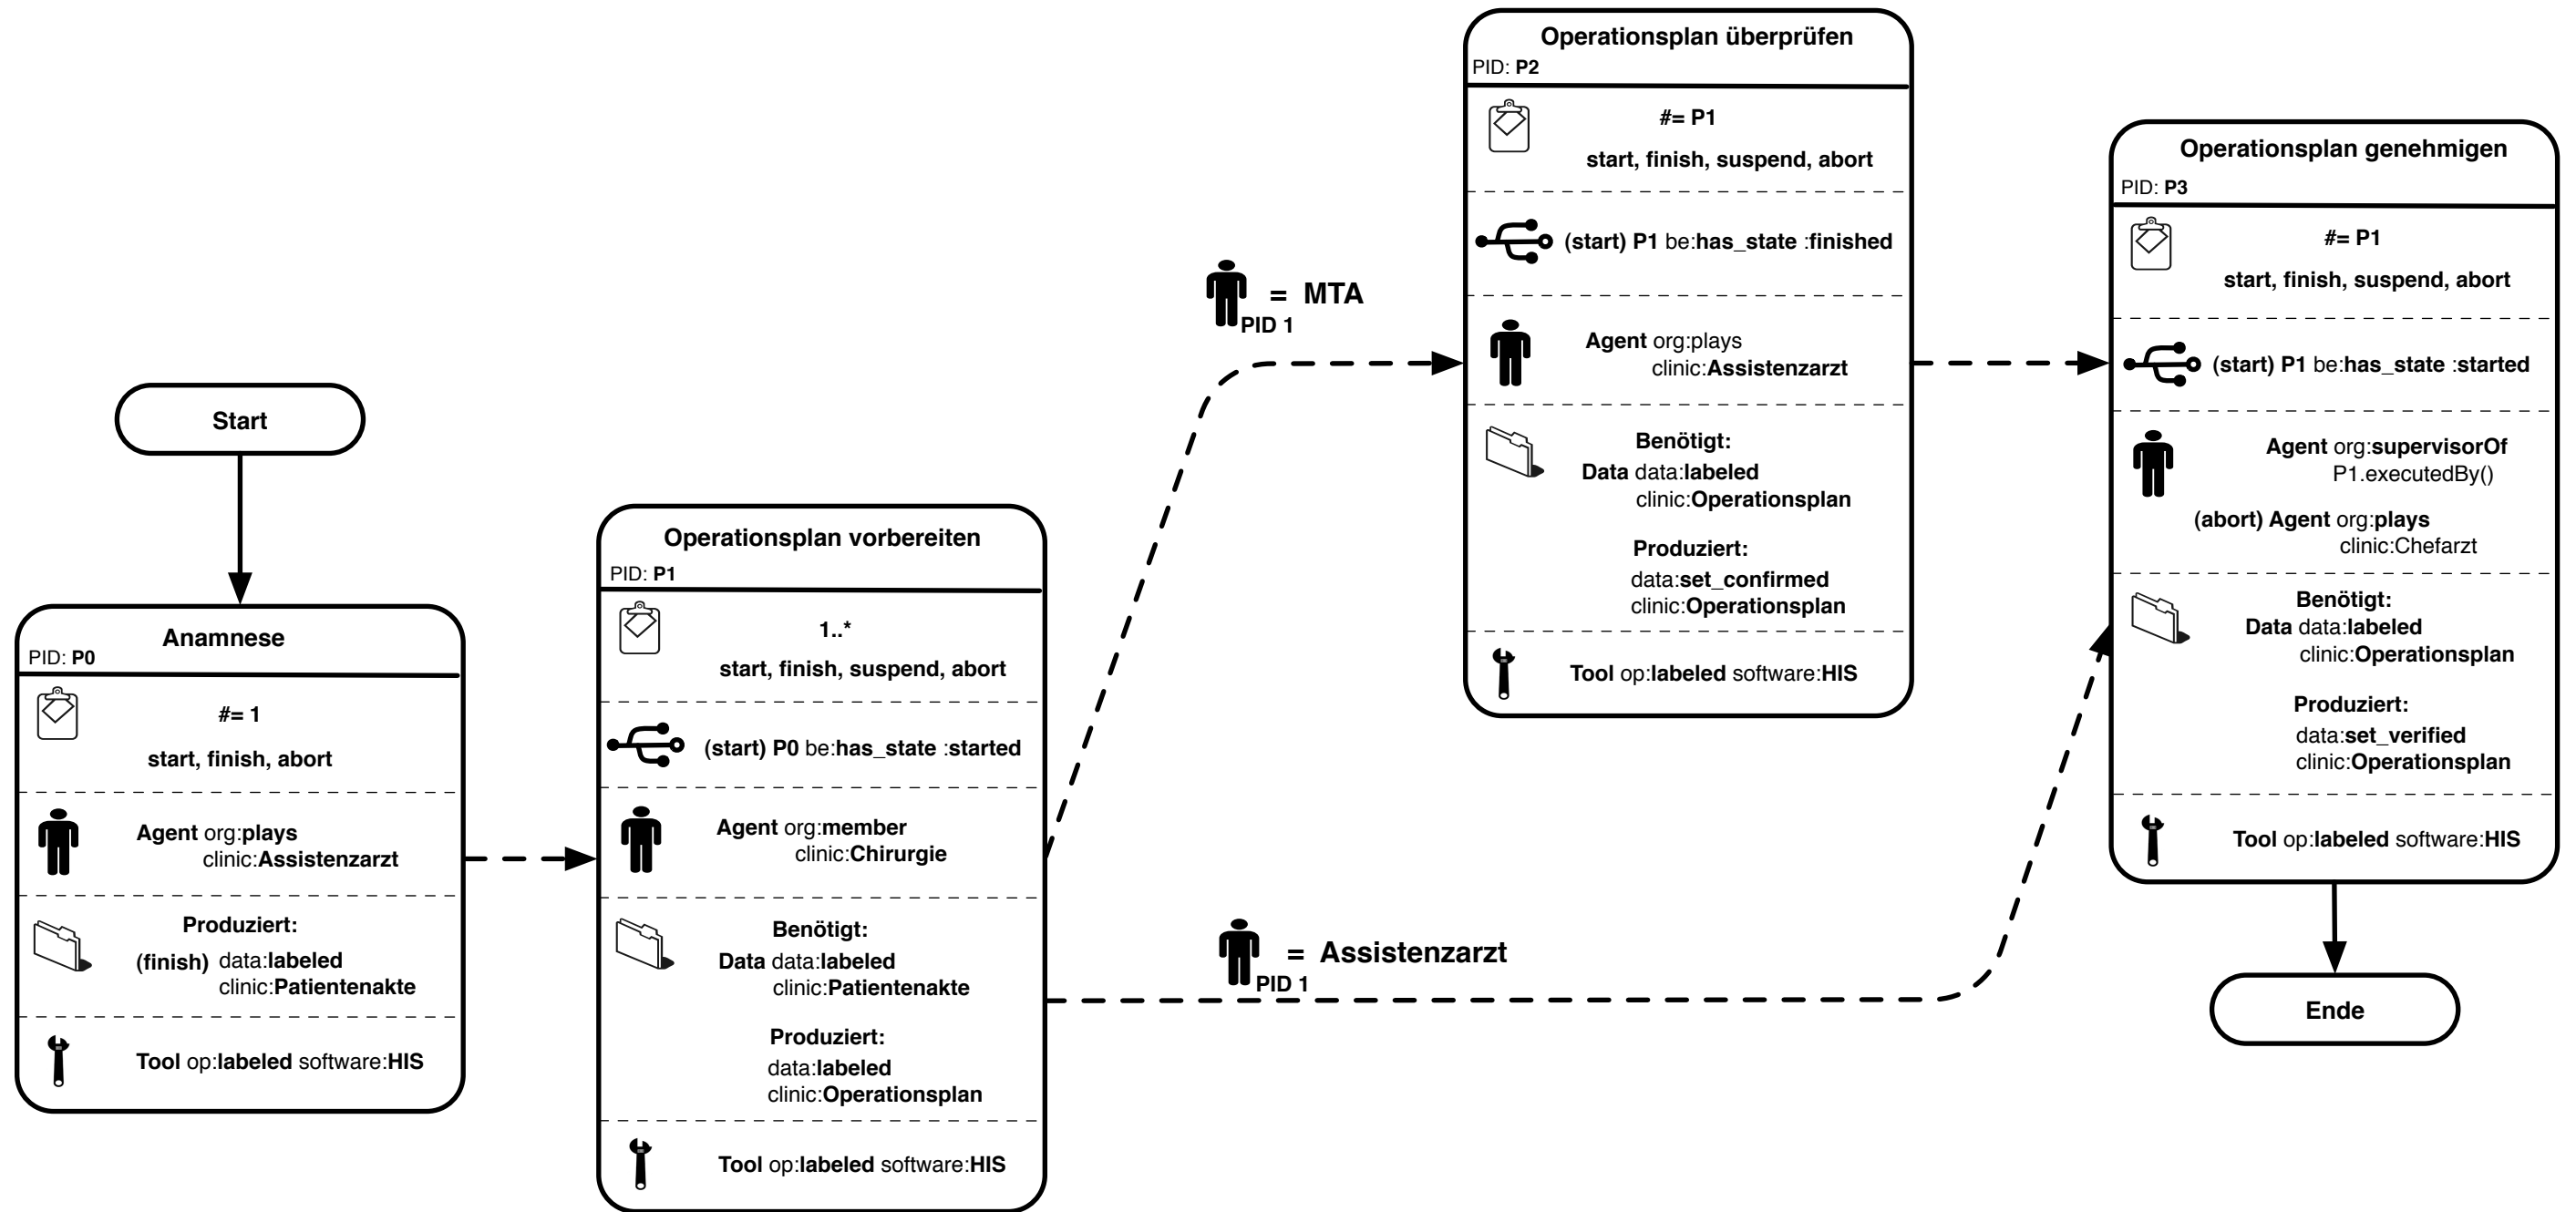 Start
Anamnese
PID: P0
#= 1
start, finish, abort
Agent org:plays
clinic:Assistenzarzt
Produziert:
(finish) data:labeled
clinic:Patientenakte
Tool op:labeled software:HIS
Operationsplan vorbereiten
PID: P1
1..*
start, finish, suspend, abort
(start) P0 be:has_state :started
Agent org:member
clinic:Chirurgie
Benötigt:
Data data:labeled
clinic:Patientenakte
Produziert:
data:labeled
clinic:Operationsplan
Tool op:labeled software:HIS
= MTA
PID 1
= Assistenzarzt
PID 1
Operationsplan überprüfen
PID: P2
#= P1
start, finish, suspend, abort
(start) P1 be:has_state :finished
Agent org:plays
clinic:Assistenzarzt
Benötigt:
Data data:labeled
clinic:Operationsplan
Produziert:
data:set_confirmed
clinic:Operationsplan
Tool op:labeled software:HIS
Operationsplan genehmigen
PID: P3
#= P1
start, finish, suspend, abort
(start) P1 be:has_state :started
Agent org:supervisorOf
P1.executedBy()
(abort) Agent org:plays
clinic:Chefarzt
Benötigt:
Data data:labeled
clinic:Operationsplan
Produziert:
data:set_verified
clinic:Operationsplan
Tool op:labeled software:HIS
Ende